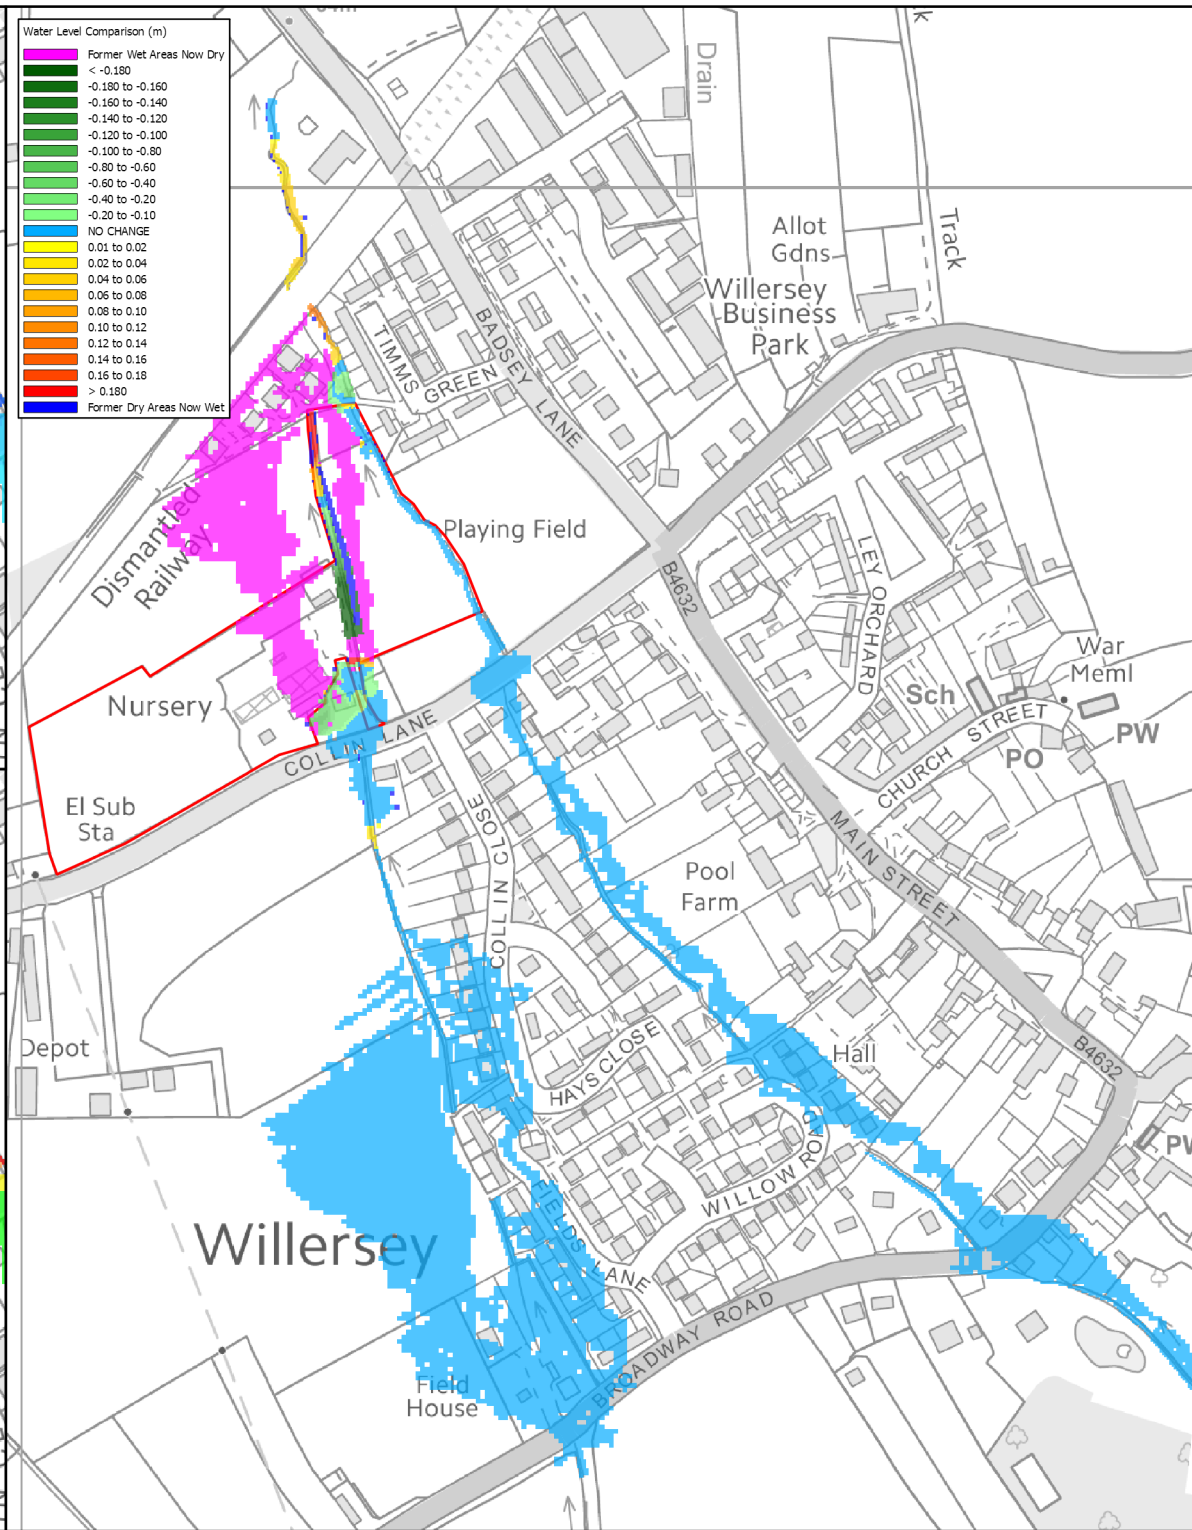 Water Level Comparison (m)
Former Wet Areas Now Dry
< -0.180
-0.180 to -0.160
-0.160 to -0.140
-0.140 to -0.120
-0.120 to -0.100
-0.100 to -0.80
-0.80 to -0.60
-0.60 to -0.40
-0.40 to -0.20
-0.20 to -0.10
NO CHANGE
0.01 to 0.02
0.02 to 0.04
0.04 to 0.06
0.06 to 0.08
0.08 to 0.10
0.10 to 0.12
0.12 to 0.14
0.14 to 0.16
0.16 to 0.18
> 0.180
Former Dry Areas Now Wet
Drain
Track
Allot
Gdns
Willersey
Business
Park
BADSEY LANE
TIMMS
GREEN
Dismantled
Railway
Playing Field
B4632
LEY ORCHARD
War
Meml
Sch
CHURCH STREET
PW
PO
Nursery
COLLIN LANE
El Sub
Sta
COLLIN CLOSE
MAIN STREET
Pool
Farm
Depot
HAYS CLOSE
Hall
B4632
PW
WILLOW ROAD
Willersey
FIELDS LANE
BROADWAY ROAD
Field
House